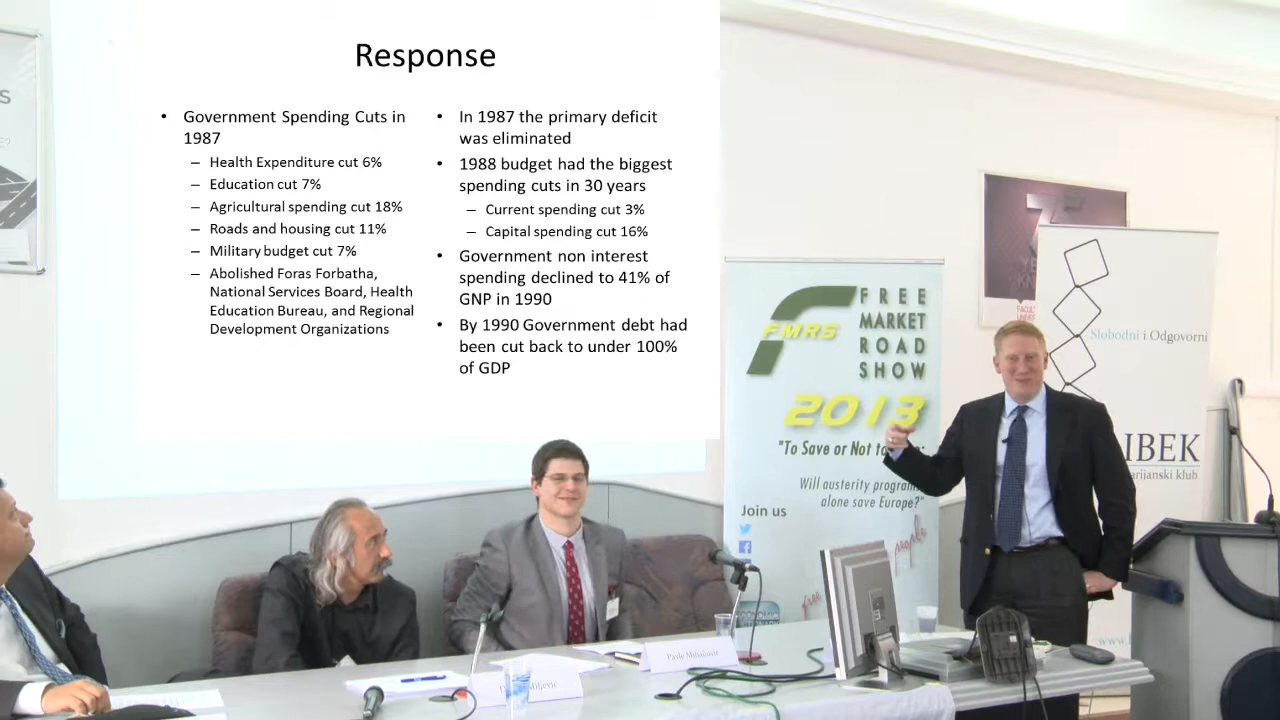 Response
• Government Spending Cuts in
1987
– Health Expenditure cut 6%
– Education cut 7%
– Agricultural spending cut 18%
– Roads and housing cut 11%
– Military budget cut 7%
– Abolished Foras Forbatha,
National Services Board, Health
Education Bureau, and Regional
Development Organizations
• In 1987 the primary deficit
was eliminated
• 1988 budget had the biggest
spending cuts in 30 years
– Current spending cut 3%
– Capital spending cut 16%
• Government non interest
spending declined to 41% of
GNP in 1990
• By 1990 Government debt had
been cut back to under 100%
of GDP
FMRS
FREE
MARKET
ROAD
SHOW
2013
"To Save or Not to
Will austerity program
alone save Europe?"
Join us
free
people
Slobodni i Odgovorni
IBEK
arijanski klub
Pavle Mihajlović